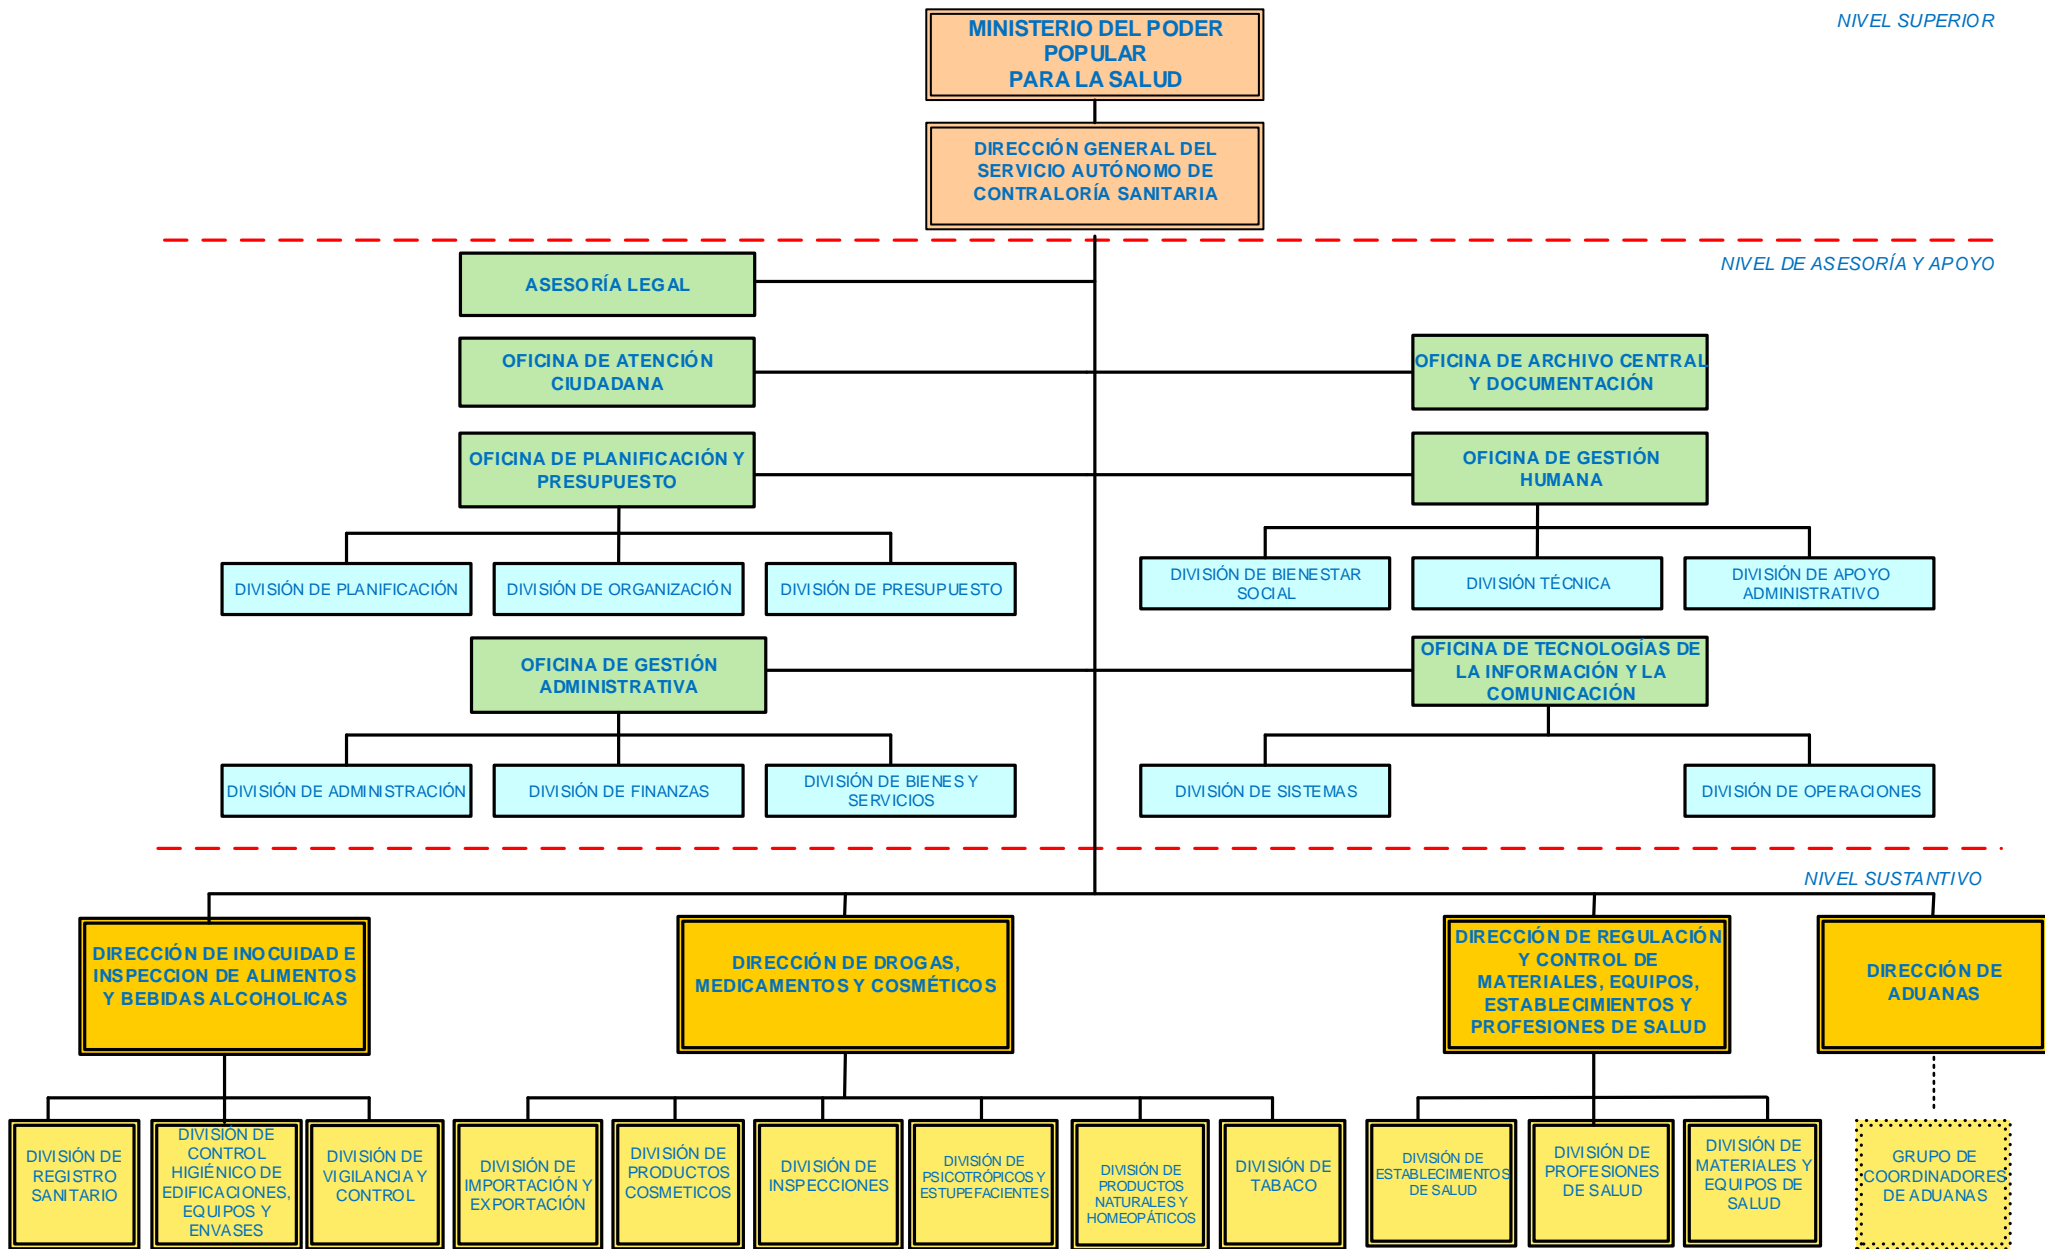 NIVEL SUPERIOR
MINISTERIO DEL PODER
POPULAR
PARA LA SALUD
DIRECCIÓN GENERAL DEL
SERVICIO AUTÓNOMO DE
CONTRALORÍA SANITARIA
NIVEL DE ASESORÍA Y APOYO
ASESORÍA LEGAL
OFICINA DE ATENCIÓN
CIUDADANA
OFICINA DE ARCHIVO CENTRAL
Y DOCUMENTACIÓN
OFICINA DE PLANIFICACIÓN Y
PRESUPUESTO
OFICINA DE GESTIÓN
HUMANA
DIVISIÓN DE PLANIFICACIÓN
DIVISIÓN DE ORGANIZACIÓN
DIVISIÓN DE PRESUPUESTO
DIVISIÓN DE BIENESTAR
SOCIAL
DIVISIÓN TÉCNICA
DIVISIÓN DE APOYO
ADMINISTRATIVO
OFICINA DE GESTIÓN
ADMINISTRATIVA
OFICINA DE TECNOLOGÍAS DE
LA INFORMACIÓN Y LA
COMUNICACIÓN
DIVISIÓN DE ADMINISTRACIÓN
DIVISIÓN DE FINANZAS
DIVISIÓN DE BIENES Y
SERVICIOS
DIVISIÓN DE SISTEMAS
DIVISIÓN DE OPERACIONES
NIVEL SUSTANTIVO
DIRECCIÓN DE INOCUIDAD E
INSPECCION DE ALIMENTOS
Y BEBIDAS ALCOHOLICAS
DIRECCIÓN DE DROGAS,
MEDICAMENTOS Y COSMÉTICOS
DIRECCIÓN DE REGULACIÓN
Y CONTROL DE
MATERIALES, EQUIPOS,
ESTABLECIMIENTOS Y
PROFESIONES DE SALUD
DIRECCIÓN DE
ADUANAS
DIVISIÓN DE
REGISTRO
SANITARIO
DIVISIÓN DE
CONTROL
HIGIÉNICO DE
EDIFICACIONES,
EQUIPOS Y
ENVASES
DIVISIÓN DE
VIGILANCIA Y
CONTROL
DIVISIÓN DE
IMPORTACIÓN Y
EXPORTACIÓN
DIVISIÓN DE
PRODUCTOS
COSMETICOS
DIVISIÓN DE
INSPECCIONES
DIVISIÓN DE
PSICOTRÓPICOS Y
ESTUPEFACIENTES
DIVISIÓN DE
PRODUCTOS
NATURALES Y
HOMEOPÁTICOS
DIVISIÓN DE
TABACO
DIVISIÓN DE
ESTABLECIMIENTOS
DE SALUD
DIVISIÓN DE
PROFESIONES
DE SALUD
DIVISIÓN DE
MATERIALES Y
EQUIPOS DE
SALUD
GRUPO DE
COORDINADORES
DE ADUANAS